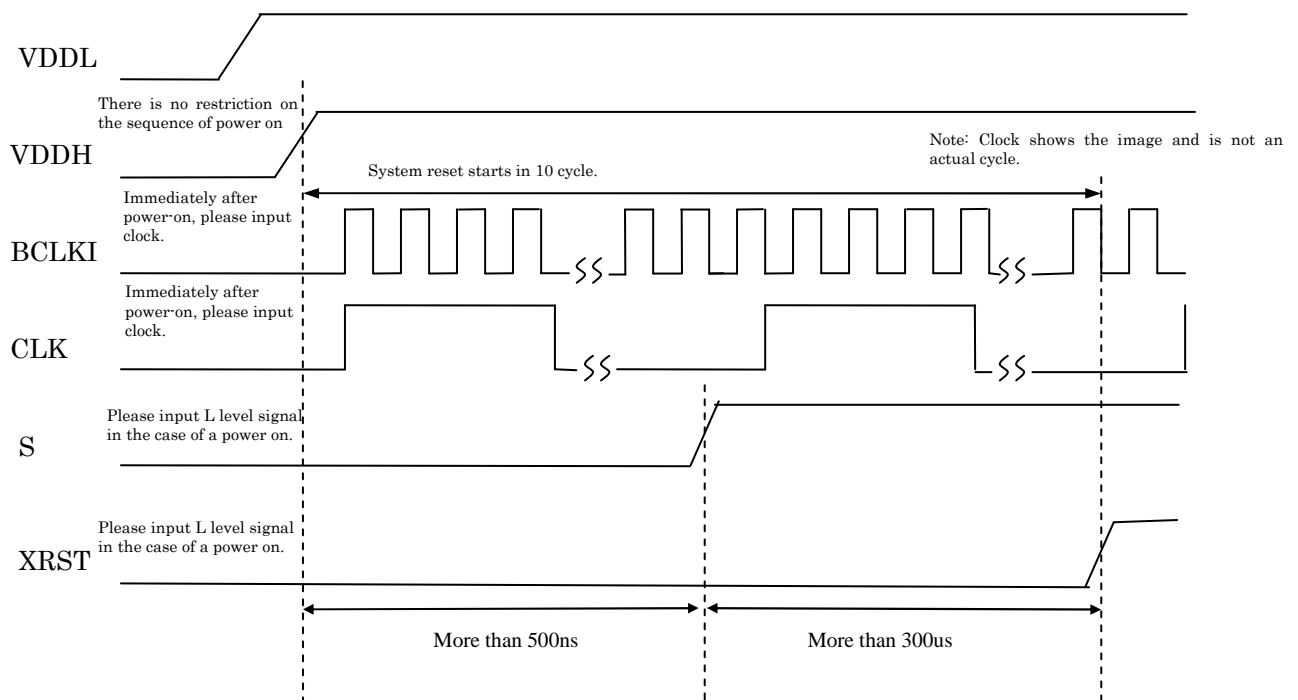 VDDL
There is no restriction on
the sequence of power on
VDDH
Note: Clock shows the image and is not an
actual cycle.
System reset starts in 10 cycle.
Immediately after
power-on, please input
clock.
BCLKI
Immediately after
power-on, please input
clock.
CLK
Please input L level signal
in the case of a power on.
S
Please input L level signal
in the case of a power on.
XRST
More than 500ns
More than 300us